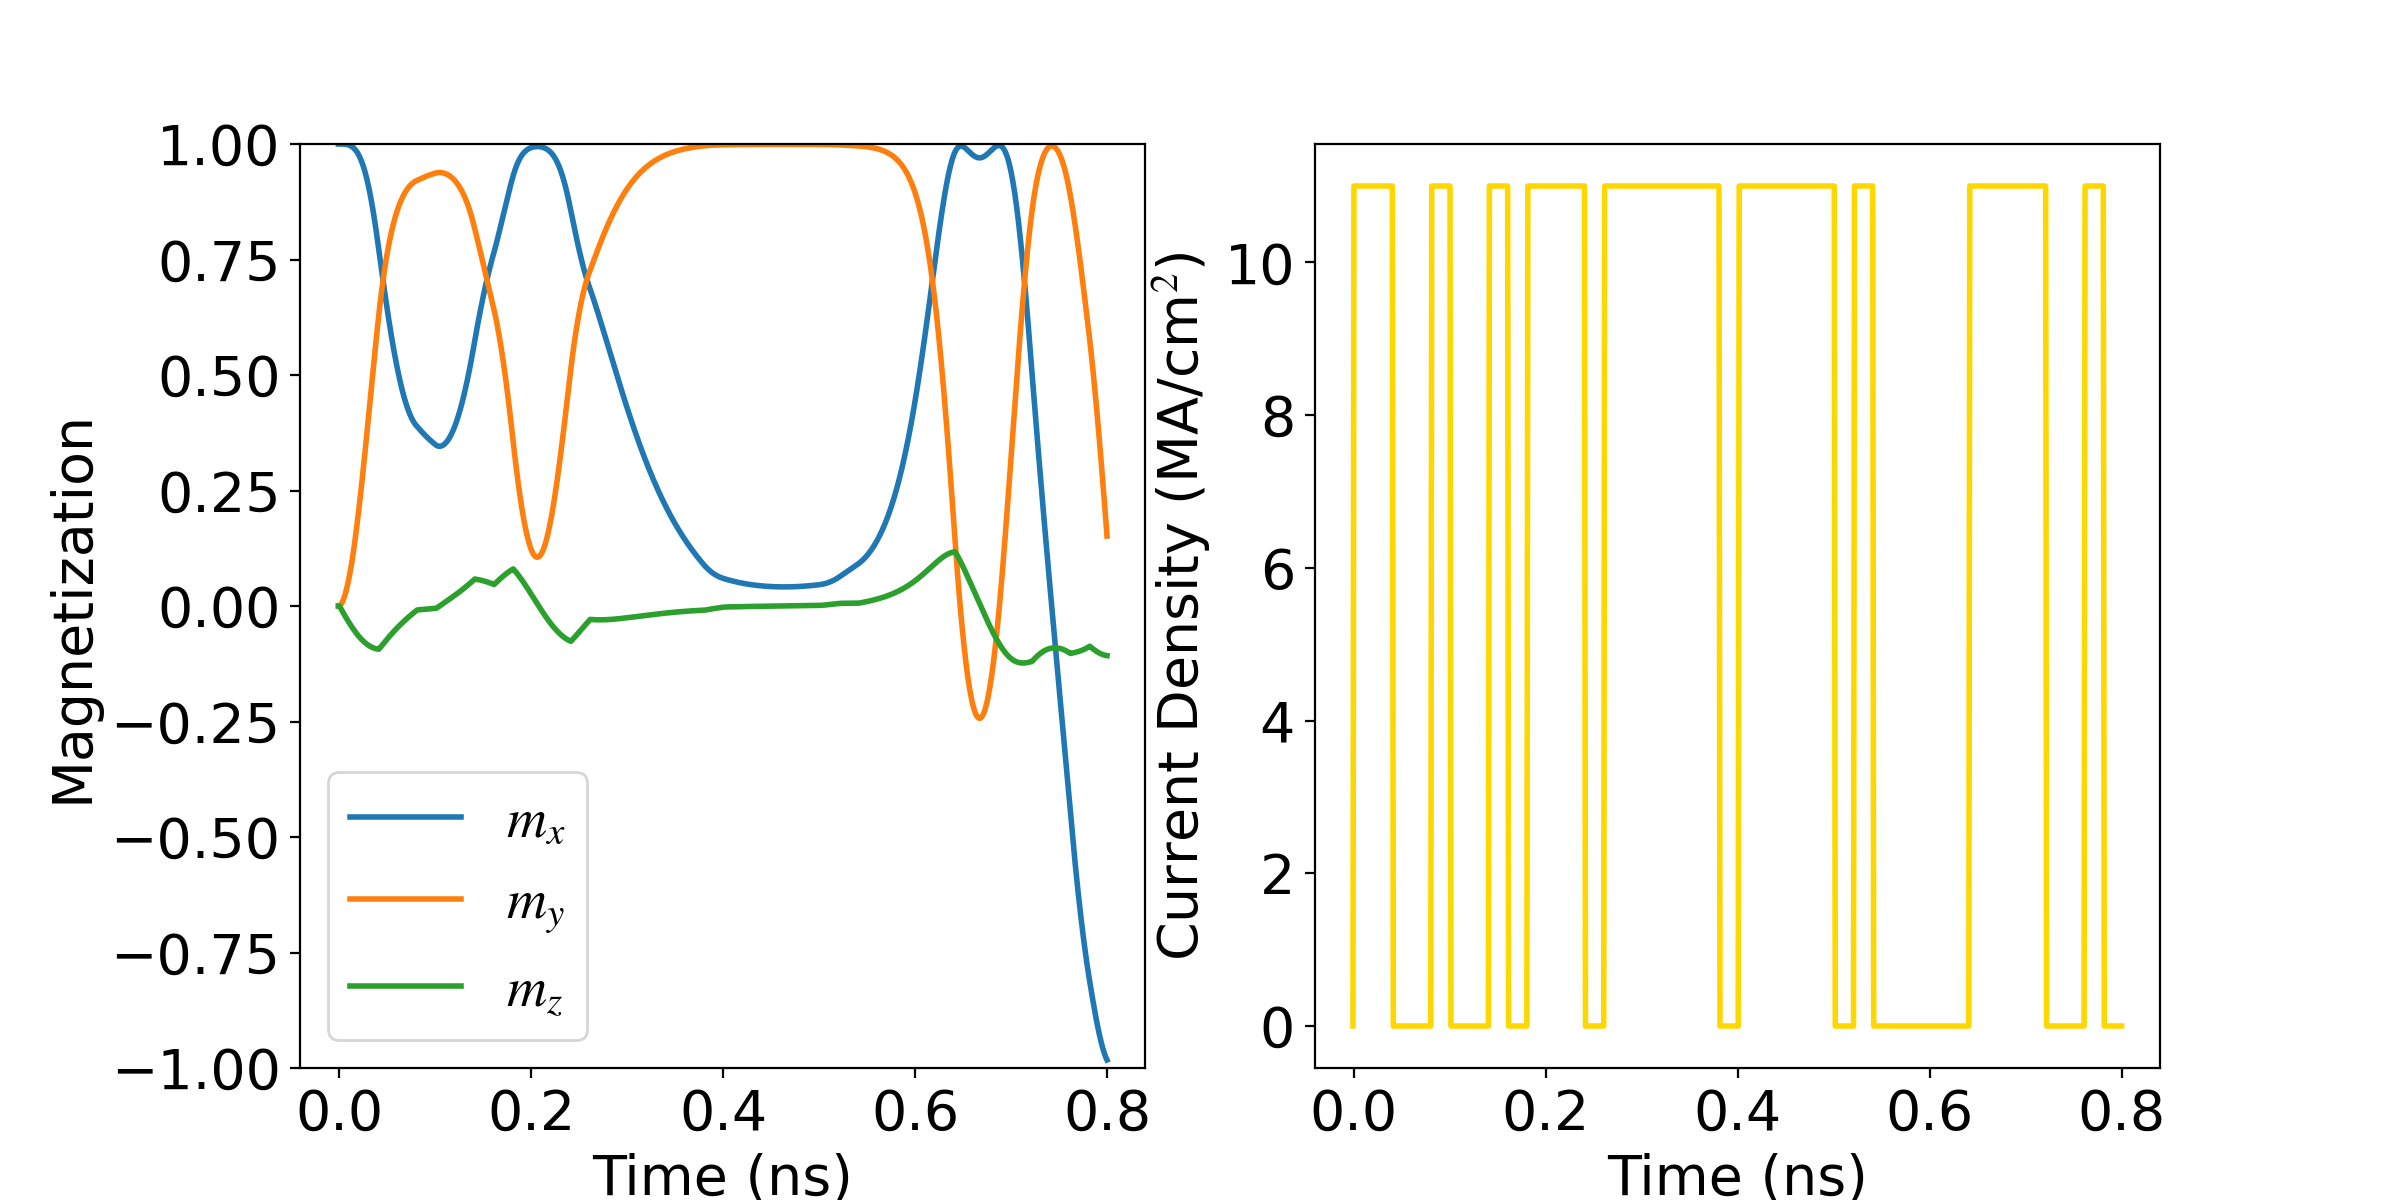 Magnetization
1.00
0.75
0.50
0.25
0.00
−0.25
−0.50
−0.75
−1.00
m_x
m_y
m_z
0.0 0.2 0.4 0.6 0.8
Time (ns)
Current Density (MA/cm²)
10
8
6
4
2
0
0.0 0.2 0.4 0.6 0.8
Time (ns)